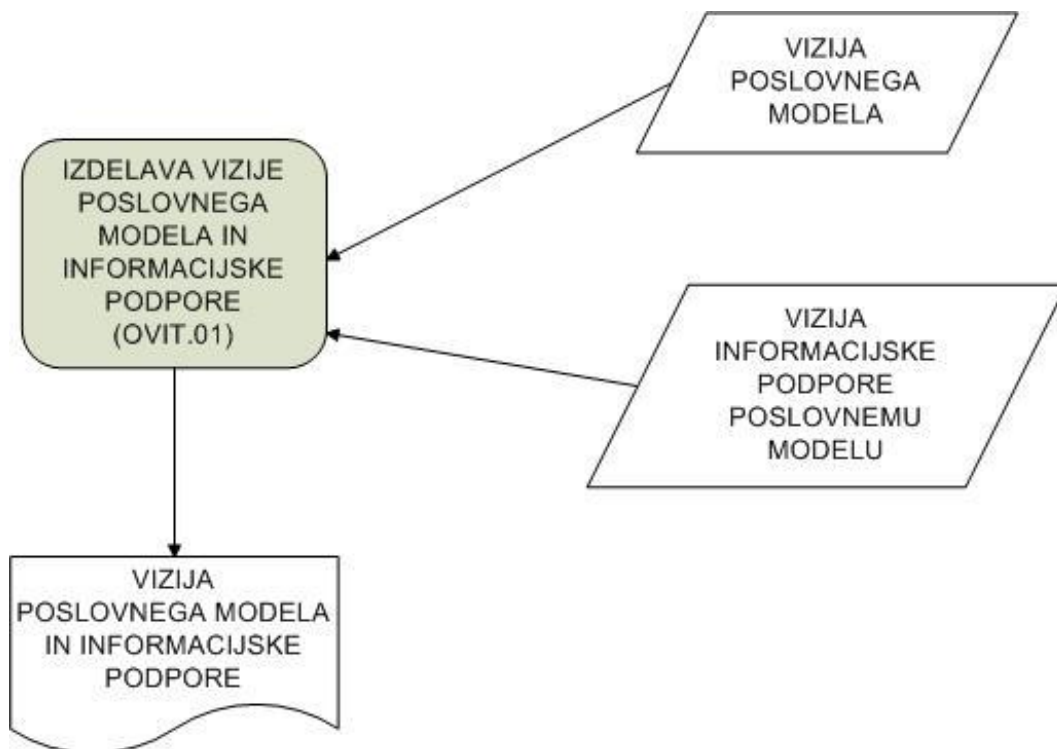 VIZIJA
POSLOVNEGA
MODELA
IZDELAVA VIZIJE
POSLOVNEGA
MODELA IN
INFORMACIJSKE
PODPORE
(OVIT.01)
VIZIJA
INFORMACIJSKE
PODPORE
POSLOVNEMU
MODELU
VIZIJA
POSLOVNEGA MODELA
IN INFORMACIJSKE
PODPORE